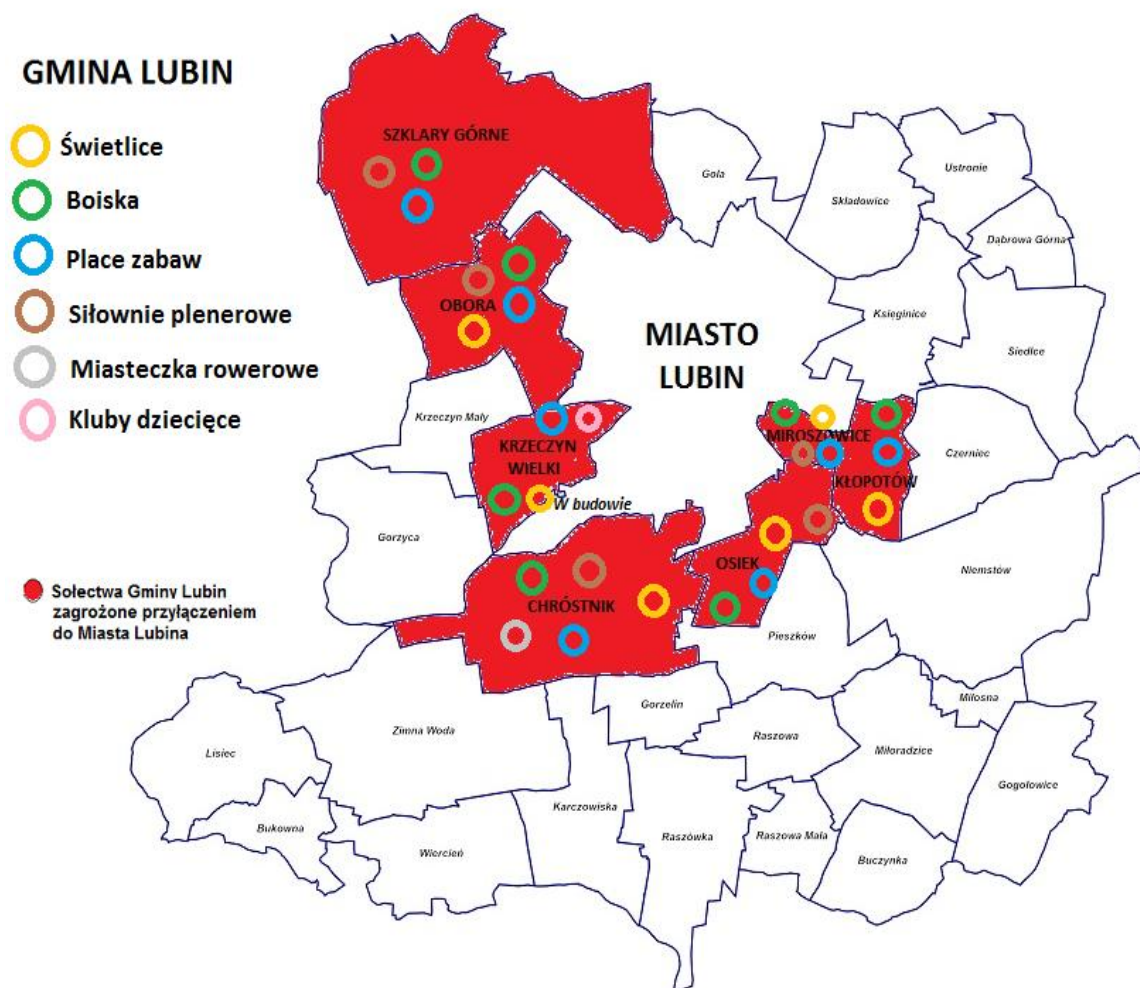 GMINA LUBIN
Świetlice
Boiska
Place zabaw
Siłownie plenerowe
Miasteczka rowerowe
Kluby dziecięce
Sołectwa Gminy Lubin
zagrożone przyłączeniem
do Miasta Lubina
SZKLARY GÓRNE
Gola
Składowice
Ustronie
Dąbrowa Górna
OBORA
MIASTO
LUBIN
Księginice
Siedlce
Krzeczyn Mały
KRZECZYN
WIELKI
W budowie
MIROSZOWICE
KŁOPOTÓW
Czerniec
Gorzyca
OSIEK
Niemstów
CHRÓSTNIK
Pieszków
Gorzelin
Miłosna
Zimna Woda
Raszowa
Miłoradzice
Lisiec
Gogołowice
Karczowiska
Bukowna
Wiercień
Raszówka
Raszowa Mała
Buczynka